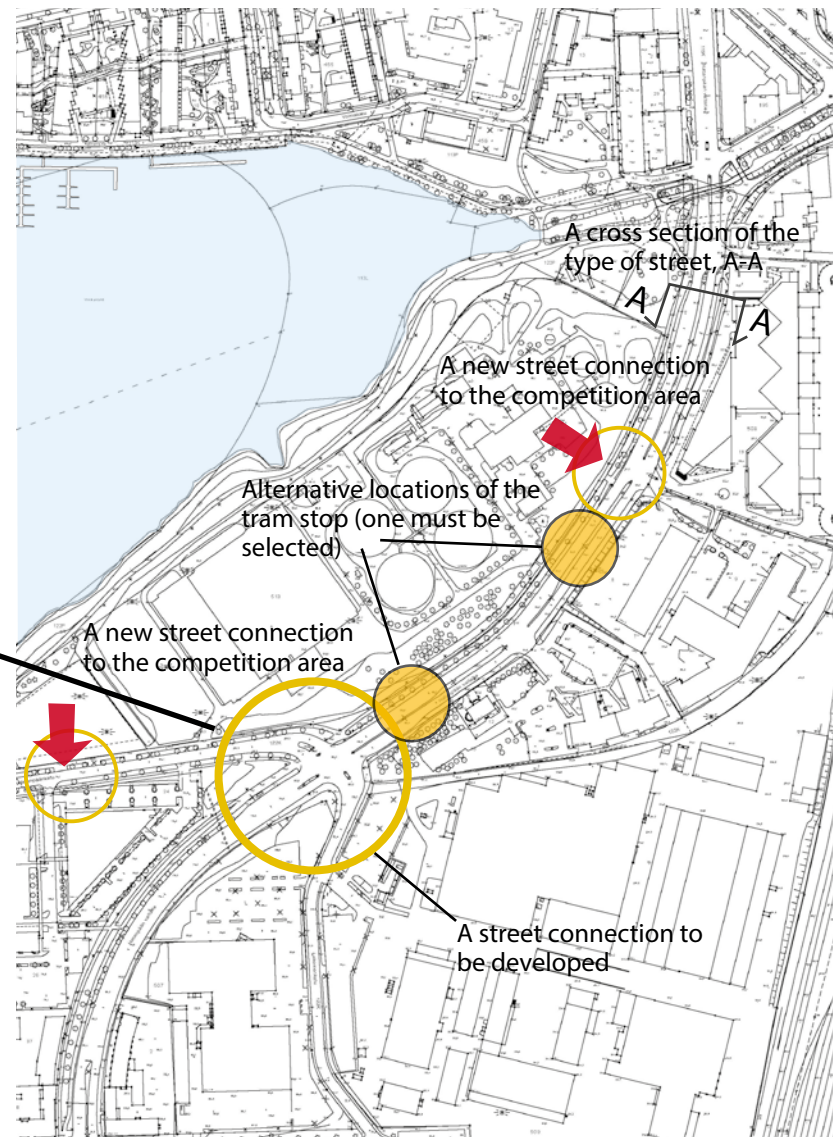 A cross section of the
type of street, A-A
A
A
A new street connection
to the competition area
Alternative locations of the
tram stop (one must be
selected)
A new street connection
to the competition area
A street connection to
be developed